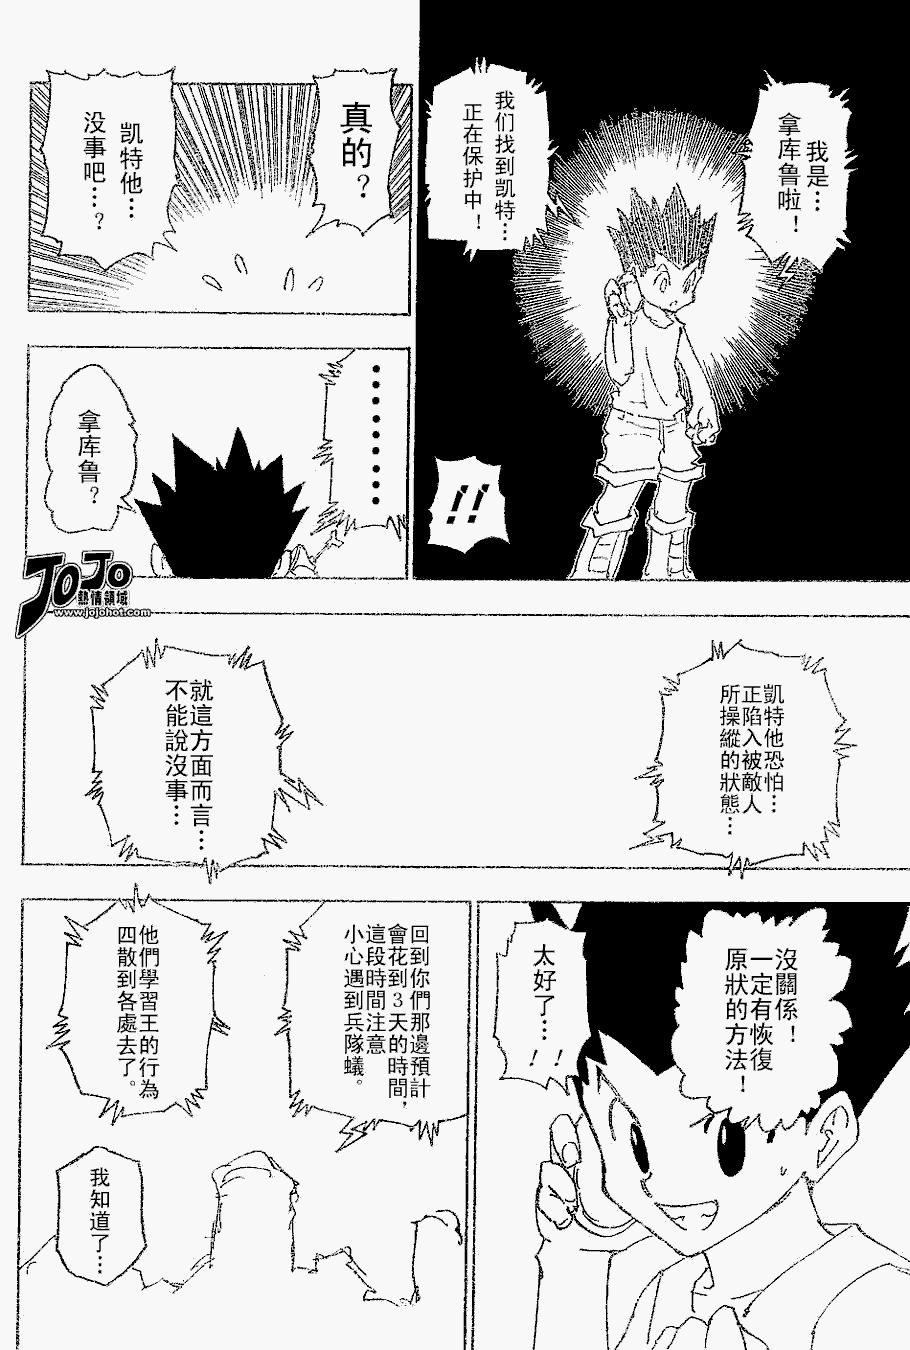 我是…
拿库鲁啦！
我们找到凯特…
正在保护中！
真的？
凯特他…
没事吧…？
!!
………
拿库鲁？
JOJO
熱情領域
www.jojohot.com
凱特他恐怕…
正陷入被敵人
所操縱的狀態…
就這方面而言…
不能說沒事…
沒關係！
一定有恢復
原狀的方法！
太好了…！！
回到你們那邊預計
會花到3天的時間，
這段時間注意
小心遇到兵隊蟻。
他們學習王的行為
四散到各處去了。
我知道了…